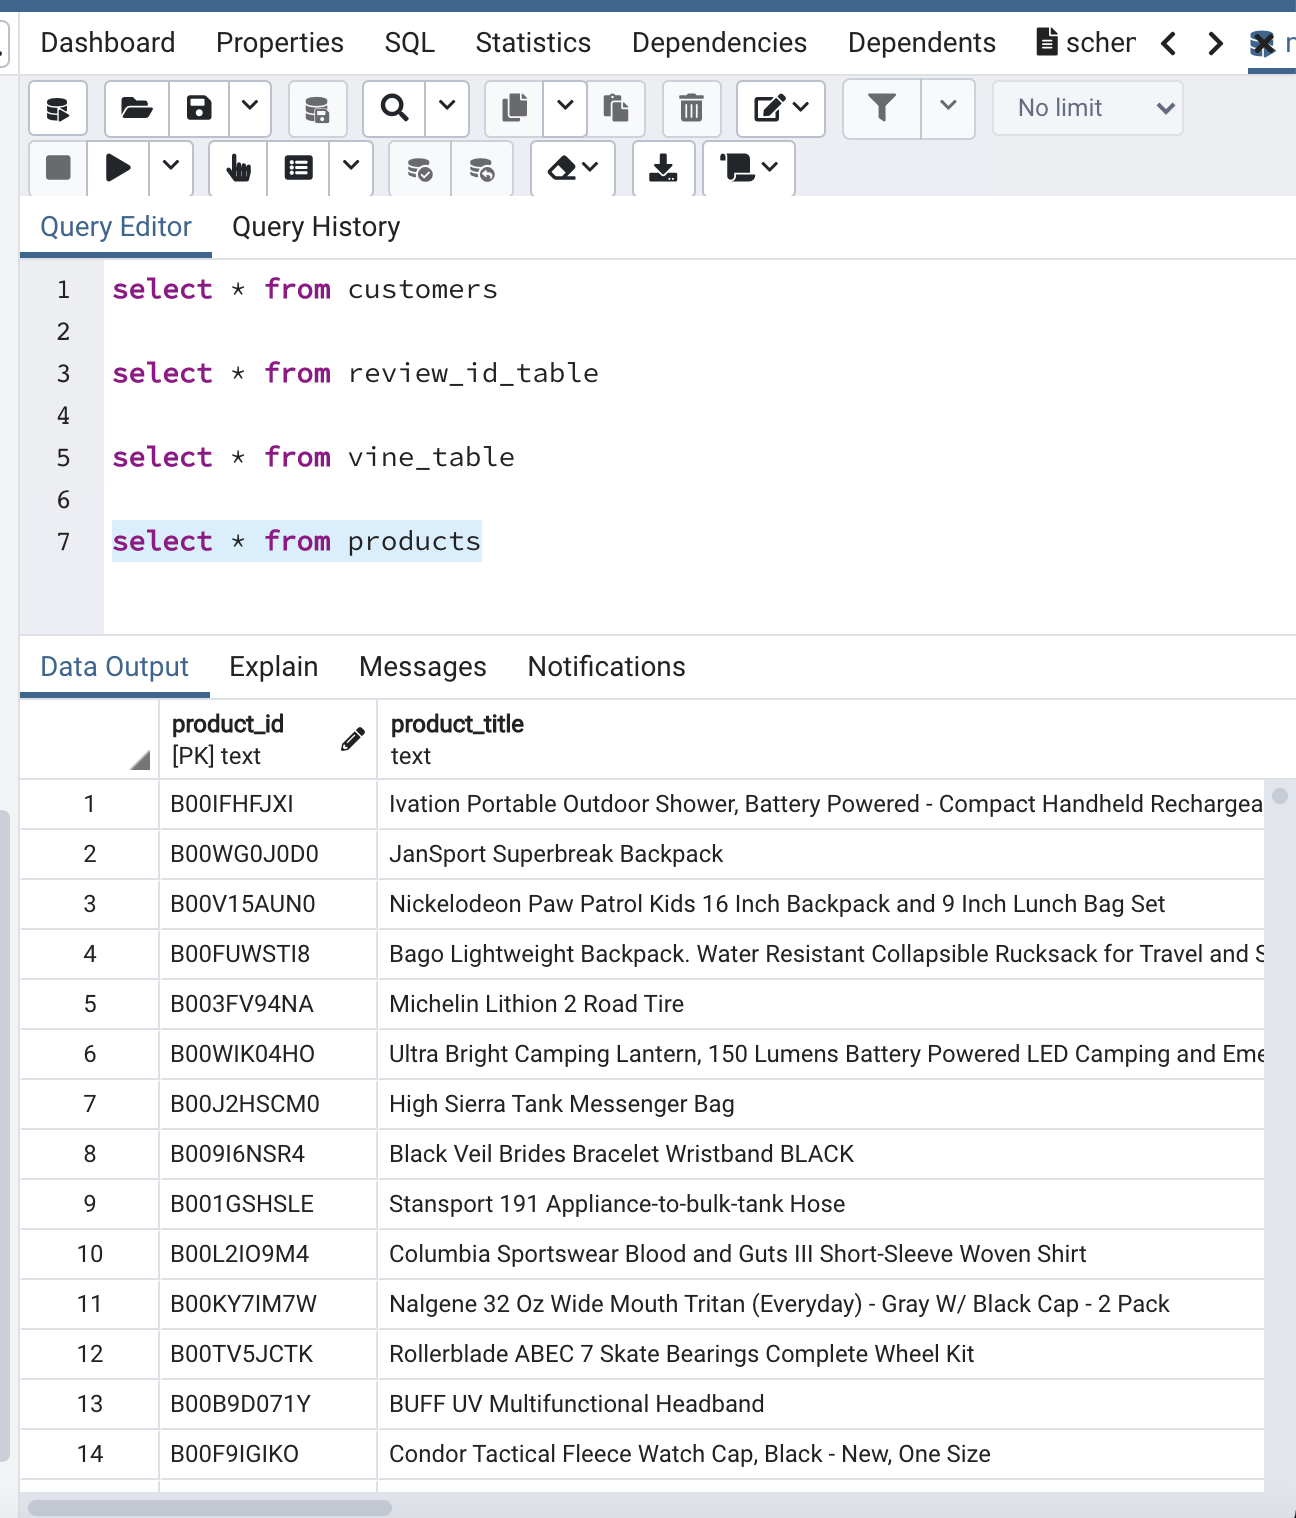 Dashboard Properties SQL Statistics Dependencies Dependents
No limit
Query Editor Query History
1 select * from customers
2
3 select * from review_id_table
4
5 select * from vine_table
6
7 select * from products
Data Output Explain Messages Notifications
product_id product_title
[PK] text text
1 B00IFHFJXI Ivation Portable Outdoor Shower, Battery Powered - Compact Handheld
2 B00WG0J0D0 JanSport Superbreak Backpack
3 B00V15AUN0 Nickelodeon Paw Patrol Kids 16 Inch Backpack and 9 Inch Lunch Bag Set
4 B00FUWSTI8 Bago Lightweight Backpack. Water Resistant Collapsible Rucksack for Travel and
5 B003FV94NA Michelin Lithion 2 Road Tire
6 B00WIK04HO Ultra Bright Camping Lantern, 150 Lumens Battery Powered LED Camping and
7 B00J2HSCM0 High Sierra Tank Messenger Bag
8 B009I6NSR4 Black Veil Brides Bracelet Wristband BLACK
9 B001GSHSLE Stansport 191 Appliance-to-bulk-tank Hose
10 B00L2IO9M4 Columbia Sportswear Blood and Guts III Short-Sleeve Woven Shirt
11 B00KY7IM7W Nalgene 32 Oz Wide Mouth Tritan (Everyday) - Gray W/ Black Cap - 2 Pack
12 B00TV5JCTK Rollerblade ABEC 7 Skate Bearings Complete Wheel Kit
13 B00B9D071Y BUFF UV Multifunctional Headband
14 B00F9IGIKO Condor Tactical Fleece Watch Cap, Black - New, One Size